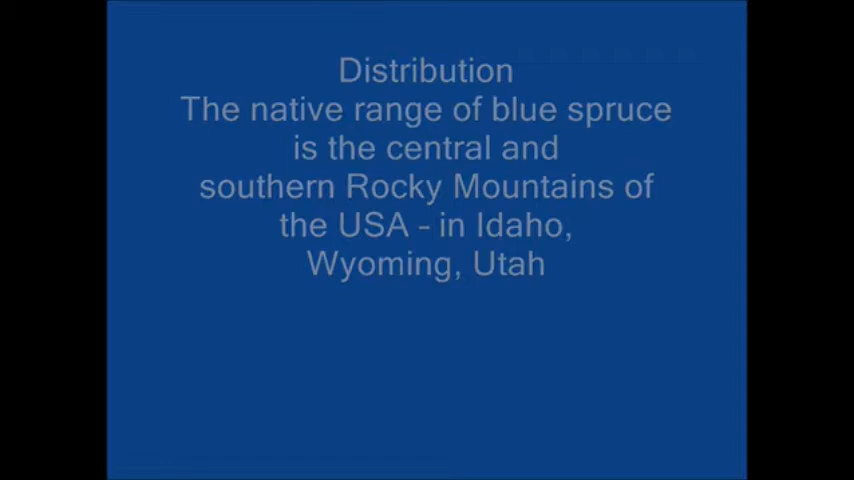 Distribution
The native range of blue spruce
is the central and
southern Rocky Mountains of
the USA – in Idaho,
Wyoming, Utah